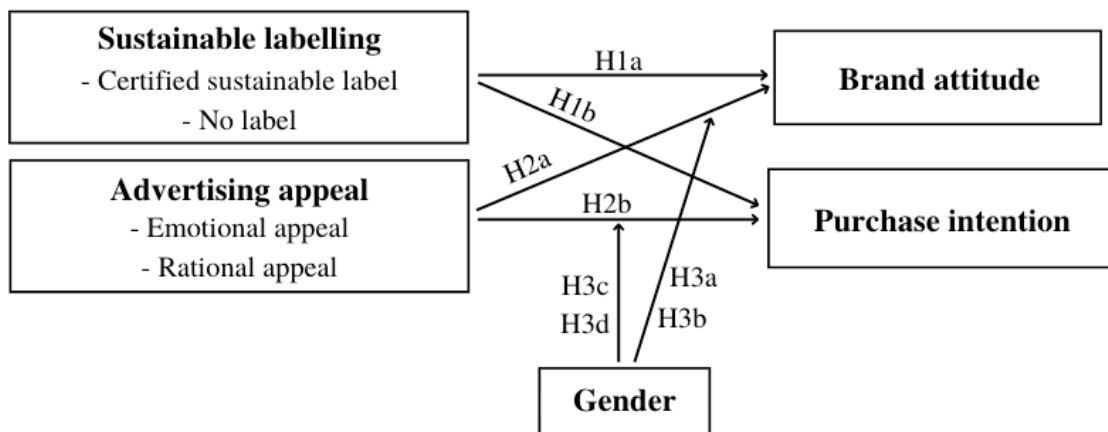 Sustainable labelling
- Certified sustainable label
- No label
Advertising appeal
- Emotional appeal
- Rational appeal
H1a
H1b
H2a
H2b
H3c
H3d
H3a
H3b
Brand attitude
Purchase intention
Gender